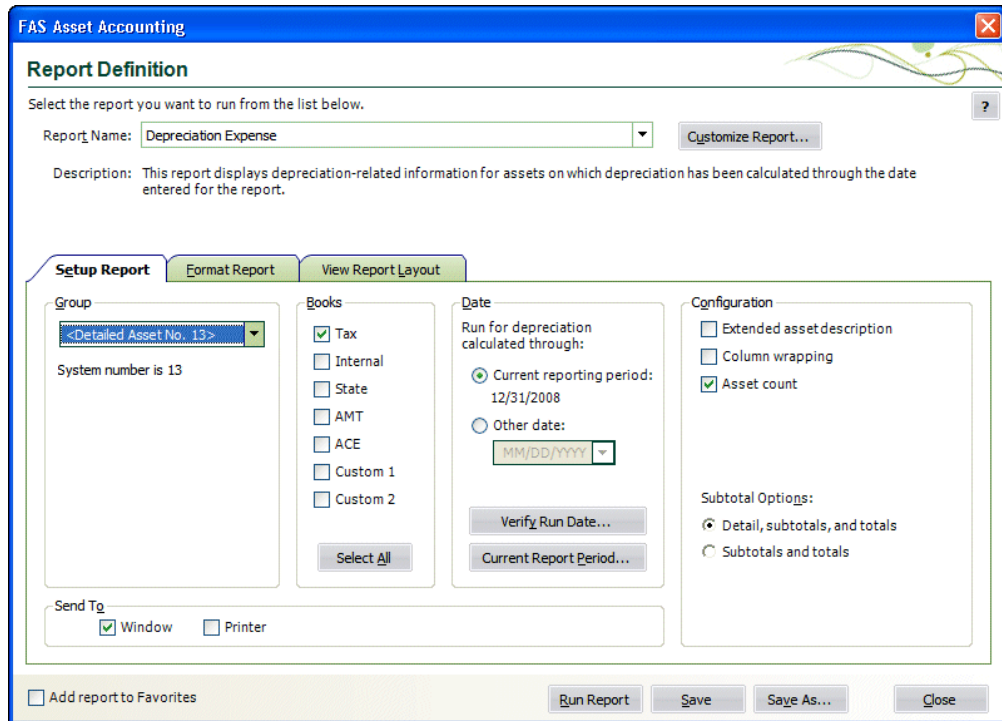 FAS Asset Accounting
Report Definition
Select the report you want to run from the list below.
?
Report Name: Depreciation Expense
Customize Report...
Description: This report displays depreciation-related information for assets on which depreciation has been calculated through the date
entered for the report.
Setup Report
Format Report
View Report Layout
Group
<Detailed Asset No. 13>
System number is 13
Books
Tax
Internal
State
AMT
ACE
Custom 1
Custom 2
Select All
Date
Run for depreciation
calculated through:
Current reporting period:
12/31/2008
Other date:
MM/DD/YYYY
Verify Run Date...
Current Report Period...
Configuration
Extended asset description
Column wrapping
Asset count
Subtotal Options:
Detail, subtotals, and totals
Subtotals and totals
Send To
Window
Printer
Add report to Favorites
Run Report
Save
Save As...
Close